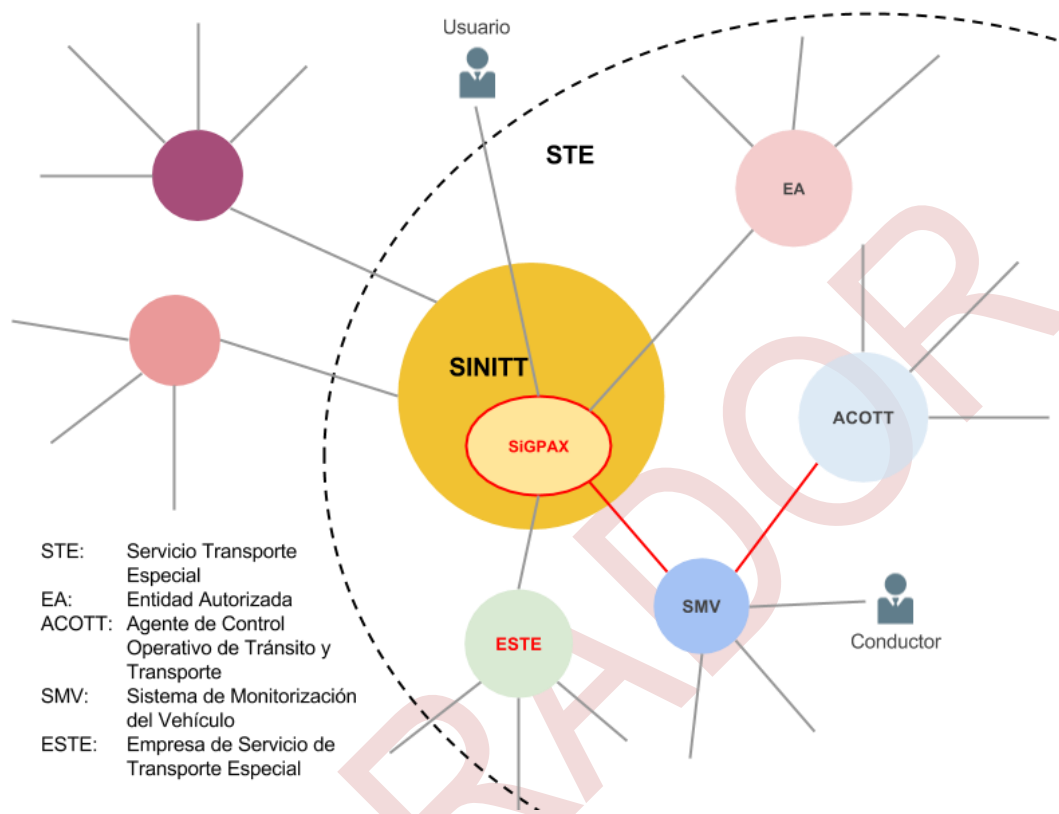 Usuario
STE
EA
SINITT
ACOTT
SiGPAX
SMV
Conductor
ESTE
STE: Servicio Transporte
Especial
EA: Entidad Autorizada
ACOTT: Agente de Control
Operativo de Tránsito y
Transporte
SMV: Sistema de Monitorización
del Vehículo
ESTE: Empresa de Servicio de
Transporte Especial
RADOR